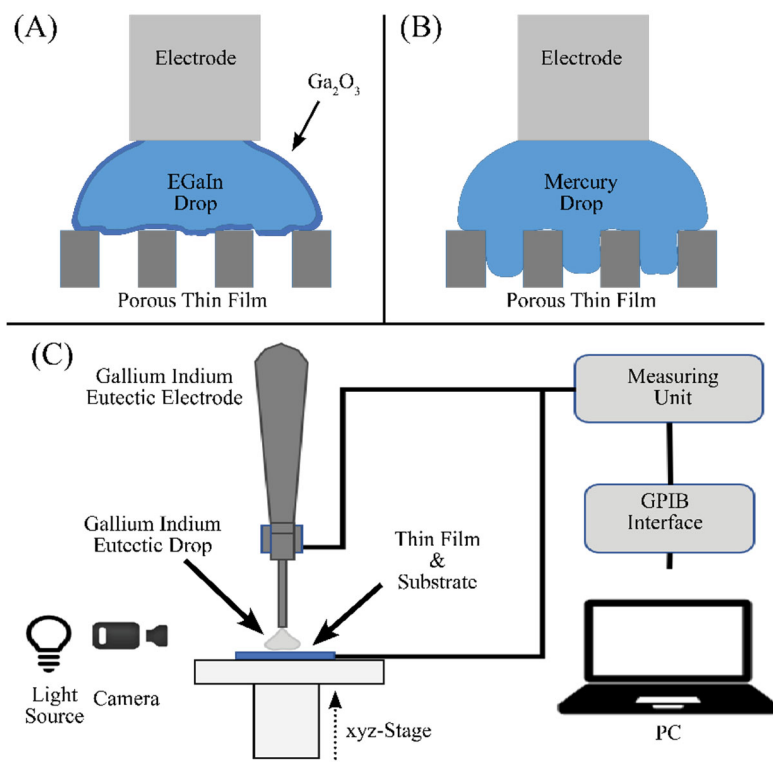 (A)
Electrode
Ga₂O₃
EGaIn
Drop
Porous Thin Film
(B)
Electrode
Mercury
Drop
Porous Thin Film
(C)
Gallium Indium
Eutectic Electrode
Measuring
Unit
GPIB
Interface
Gallium Indium
Eutectic Drop
Thin Film
&
Substrate
Light
Source
Camera
xyz-Stage
PC